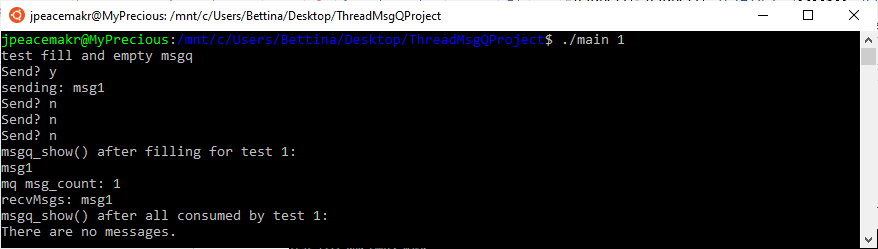 jpeacemakr@MyPrecious: /mnt/c/Users/Bettina/Desktop/ThreadMsgQProject
jpeacemakr@MyPrecious:/mnt/c/Users/Bettina/Desktop/ThreadMsgQProject$ ./main 1
test fill and empty msgq
Send? y
sending: msg1
Send? n
Send? n
Send? n
msgq_show() after filling for test 1:
msg1
mq msg_count: 1
recvMsgs: msg1
msgq_show() after all consumed by test 1:
There are no messages.